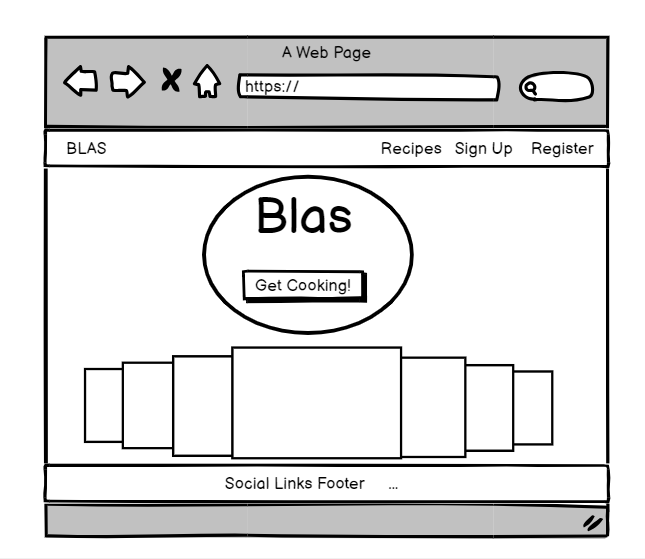 A Web Page
https://
BLAS Recipes Sign Up Register
Blas
Get Cooking!
Social Links Footer ...